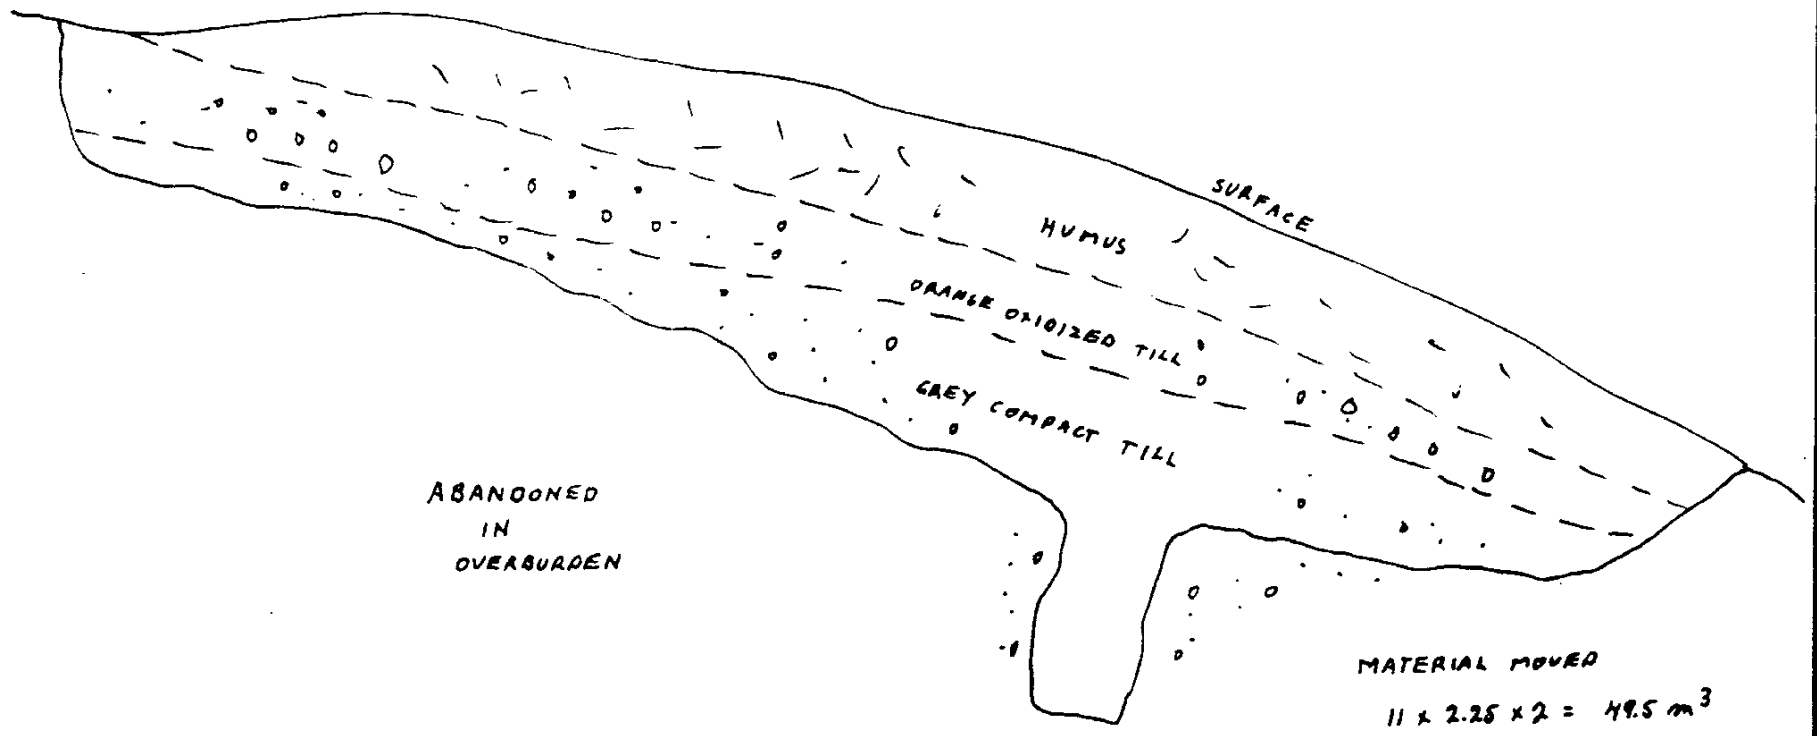 SURFACE
HUMUS
ORANGE OXIDIZED TILL
GREY COMPACT TILL
ABANDONED
IN
OVERBURDEN
MATERIAL MOVED
11 x 2.25 x 2 = 49.5 m³